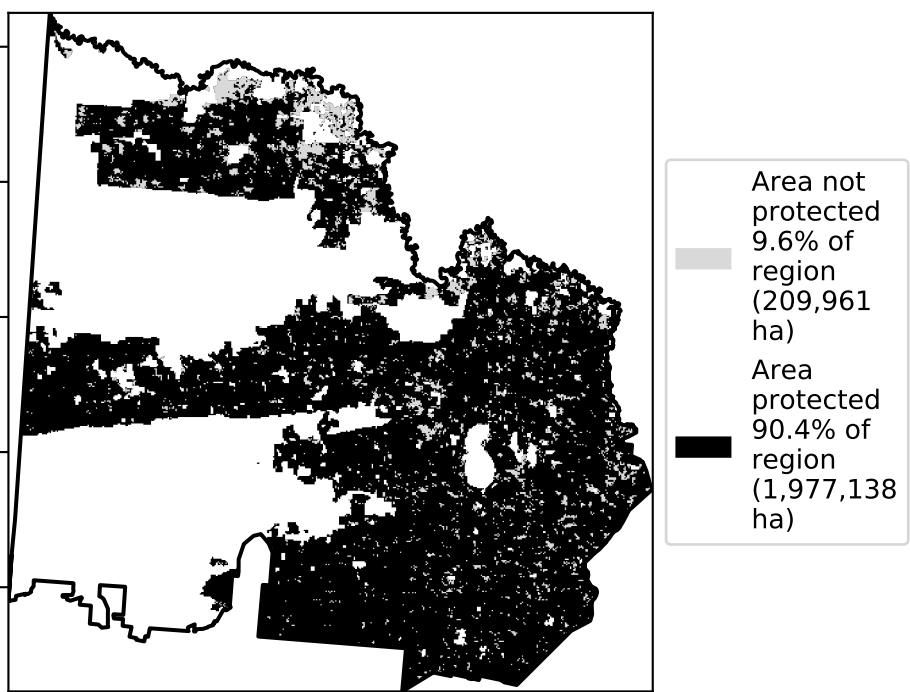 Area not
protected
9.6% of
region
(209,961
ha)
Area
protected
90.4% of
region
(1,977,138
ha)